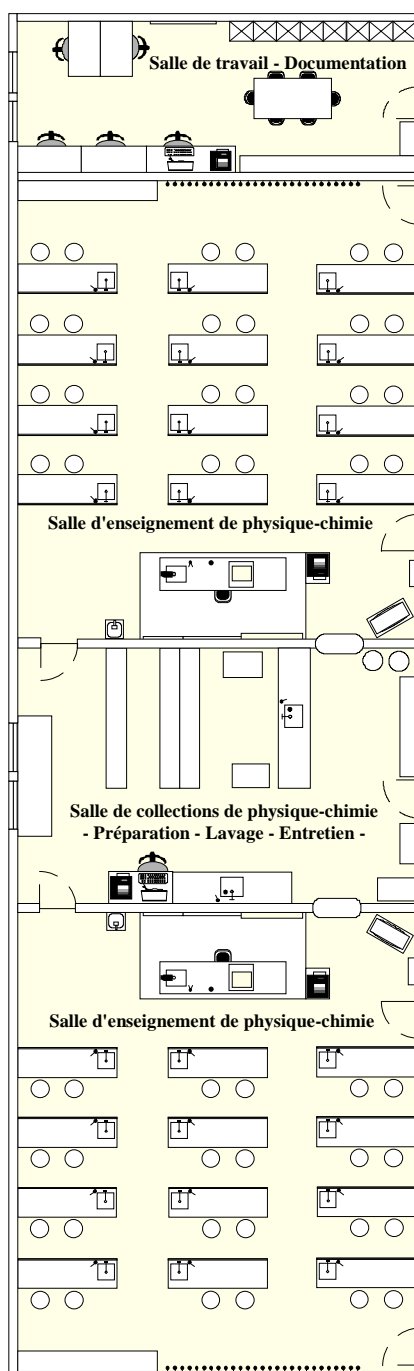 Salle de travail - Documentation
Salle d'enseignement de physique-chimie
Salle de collections de physique-chimie
- Préparation - Lavage - Entretien -
Salle d'enseignement de physique-chimie